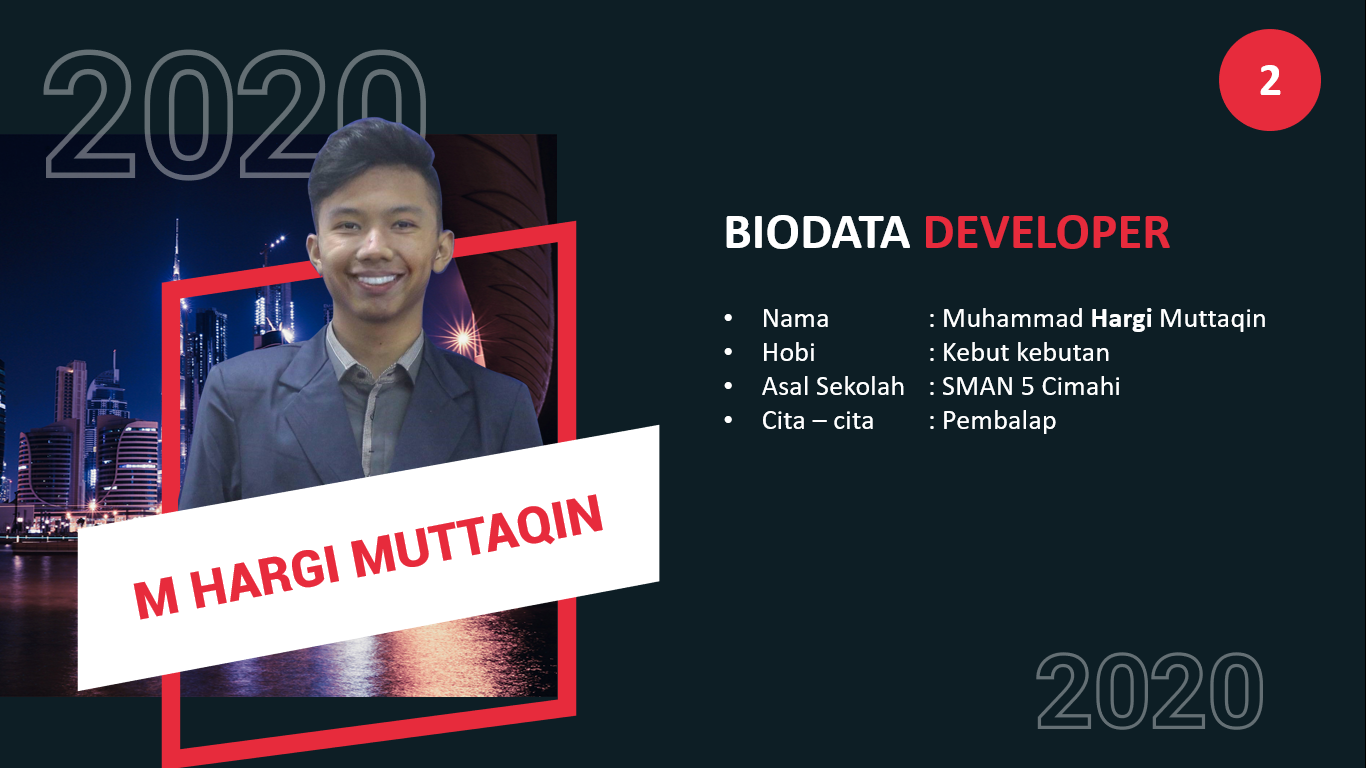 2020
2
BIODATA DEVELOPER
• Nama : Muhammad Hargi Muttaqin
• Hobi : Kebut kebutan
• Asal Sekolah : SMAN 5 Cimahi
• Cita – cita : Pembalap
M HARGI MUTTAQIN
2020